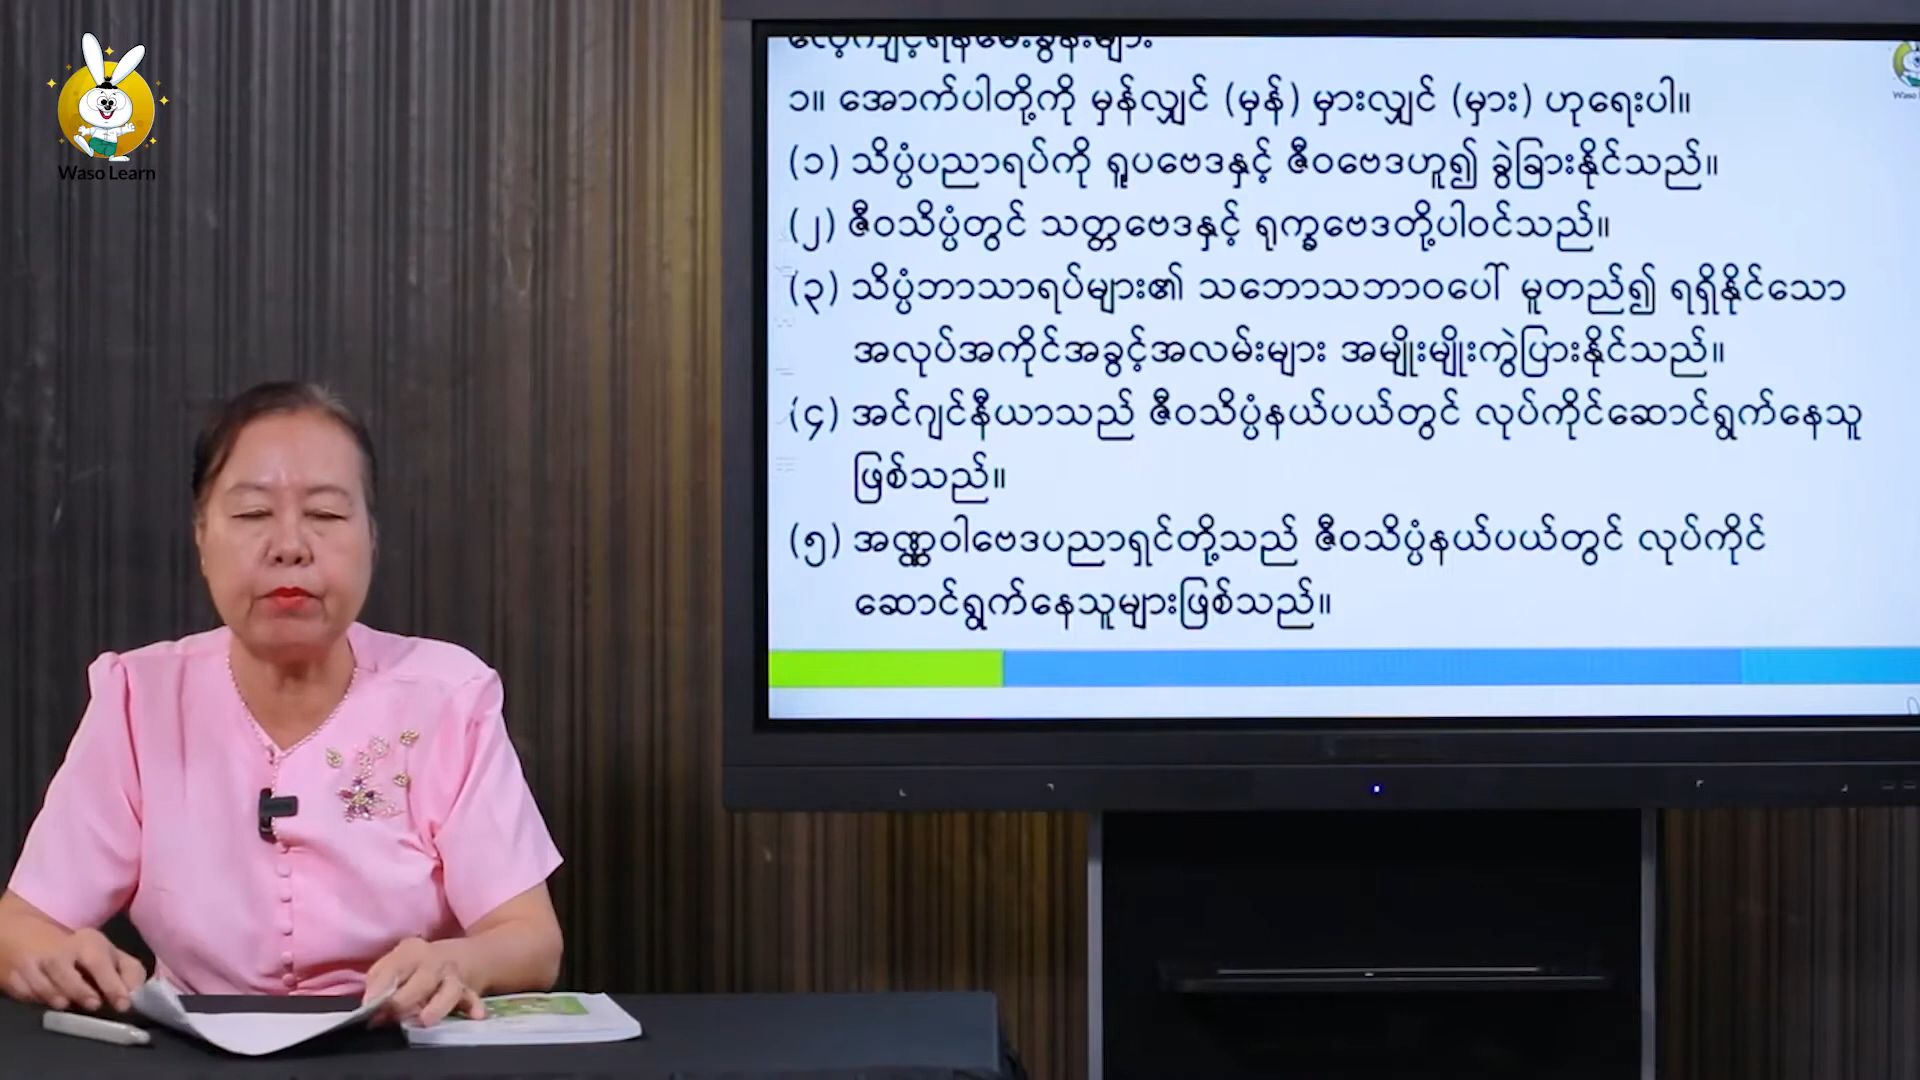 Waso Learn
လေ့ကျင့်ရန်မေးခွန်းများ
၁။ အောက်ပါတို့ကို မှန်လျှင် (မှန်) မှားလျှင် (မှား) ဟုရေးပါ။
(၁) သိပ္ပံပညာရပ်ကို ရူပဗေဒနှင့် ဇီဝဗေဒဟူ၍ ခွဲခြားနိုင်သည်။
(၂) ဇီဝသိပ္ပံတွင် သတ္တဗေဒနှင့် ရုက္ခဗေဒတို့ပါဝင်သည်။
(၃) သိပ္ပံဘာသာရပ်များ၏ သဘောသဘာဝပေါ် မူတည်၍ ရရှိနိုင်သော
အလုပ်အကိုင်အခွင့်အလမ်းများ အမျိုးမျိုးကွဲပြားနိုင်သည်။
(၄) အင်ဂျင်နီယာသည် ဇီဝသိပ္ပံနယ်ပယ်တွင် လုပ်ကိုင်ဆောင်ရွက်နေသူ
ဖြစ်သည်။
(၅) အဏ္ဏဝါဗေဒပညာရှင်တို့သည် ဇီဝသိပ္ပံနယ်ပယ်တွင် လုပ်ကိုင်
ဆောင်ရွက်နေသူများဖြစ်သည်။